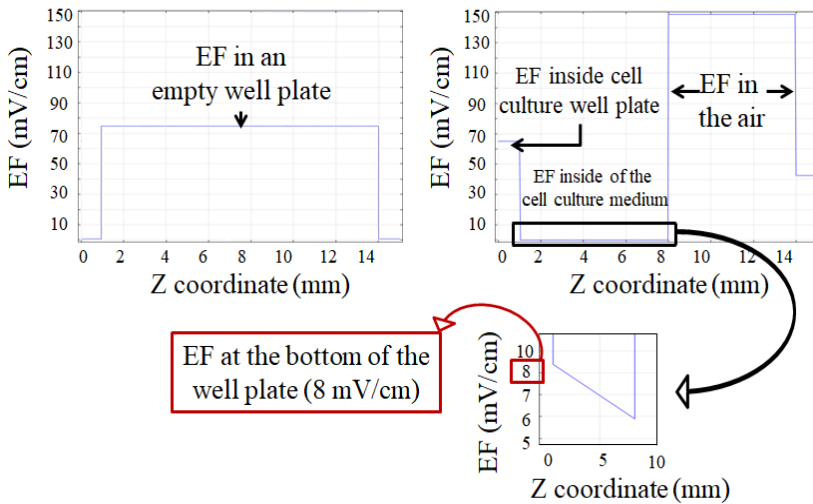 EF (mV/cm)
150
130
110
90
70
50
30
10
EF in an
empty well plate
0 2 4 6 8 10 12 14
Z coordinate (mm)
EF (mV/cm)
150
130
110
90
70
50
30
10
EF inside cell
culture well plate
EF in
the air
EF inside of the
cell culture medium
0 2 4 6 8 10 12 14
Z coordinate (mm)
EF at the bottom of the
well plate (8 mV/cm)
EF (mV/cm)
10
8
7
6
5
0 5 10
Z coordinate (mm)